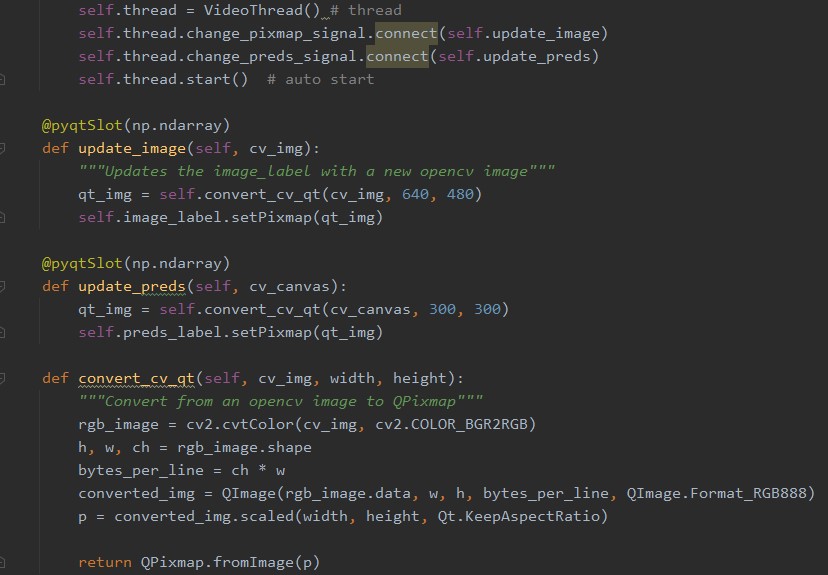 self.thread = VideoThread() # thread
self.thread.change_pixmap_signal.connect(self.update_image)
self.thread.change_preds_signal.connect(self.update_preds)
self.thread.start()  # auto start
@pyqtSlot(np.ndarray)
def update_image(self, cv_img):
"""Updates the image_label with a new opencv image"""
qt_img = self.convert_cv_qt(cv_img, 640, 480)
self.image_label.setPixmap(qt_img)
@pyqtSlot(np.ndarray)
def update_preds(self, cv_canvas):
qt_img = self.convert_cv_qt(cv_canvas, 300, 300)
self.preds_label.setPixmap(qt_img)
def convert_cv_qt(self, cv_img, width, height):
"""Convert from an opencv image to QPixmap"""
rgb_image = cv2.cvtColor(cv_img, cv2.COLOR_BGR2RGB)
h, w, ch = rgb_image.shape
bytes_per_line = ch * w
converted_img = QImage(rgb_image.data, w, h, bytes_per_line, QImage.Format_RGB888)
p = converted_img.scaled(width, height, Qt.KeepAspectRatio)
return QPixmap.fromImage(p)